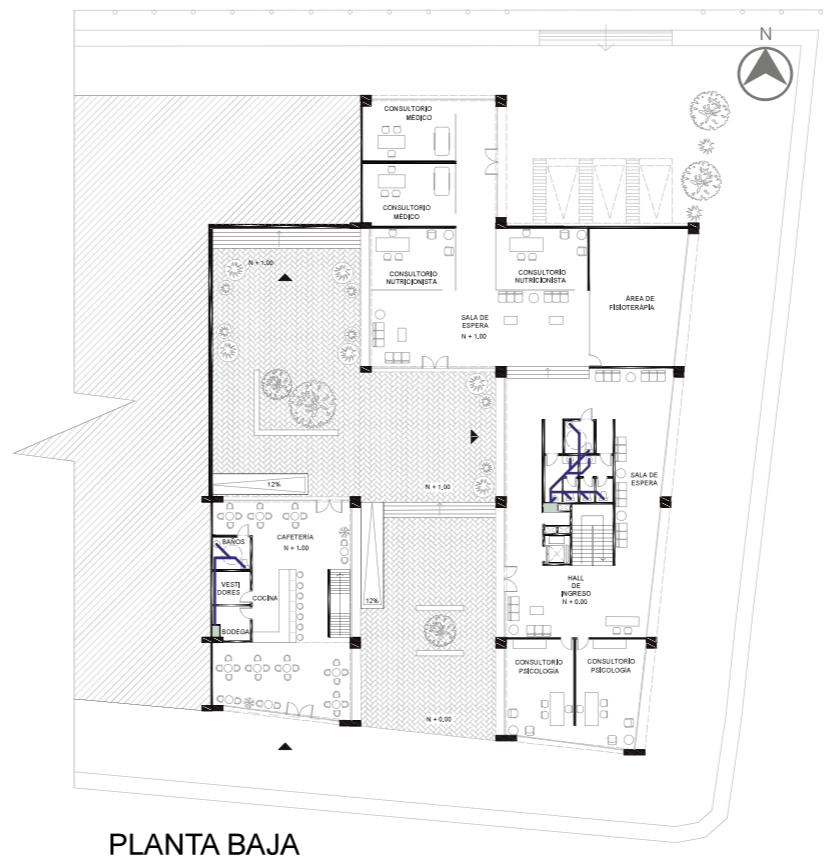 N
CONSULTORIO
MÉDICO
CONSULTORIO
MÉDICO
N + 1.00
CONSULTORIO
NUTRICIONISTA
CONSULTORIO
NUTRICIONISTA
ÁREA DE
FISIOTERAPÍA
SALA DE
ESPERA
N + 1.00
12%
N + 1.00
SALA DE
ESPERA
CAFETERÍA
N + 1.00
BAÑOS
VESTI
DORES
COCINA
BODEGA
12%
HALL
DE
INGRESO
N + 0.00
CONSULTORIO
PSICOLOGÍA
CONSULTORIO
PSICOLOGÍA
N + 0.00
PLANTA BAJA